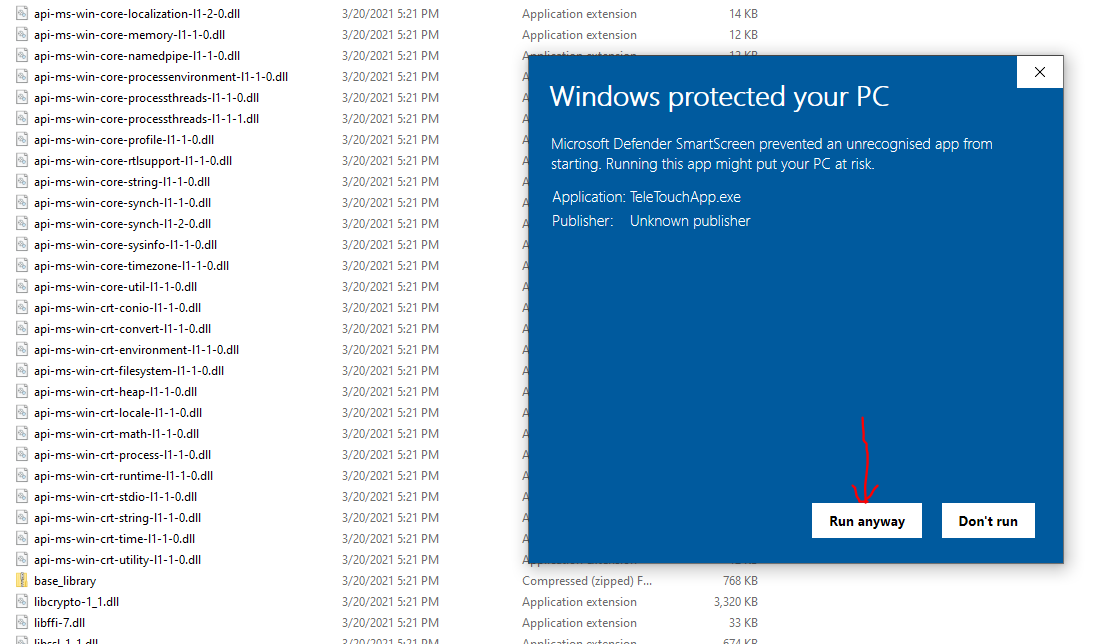 api-ms-win-core-localization-l1-2-0.dll 3/20/2021 5:21 PM Application extension 14 KB
api-ms-win-core-memory-l1-1-0.dll 3/20/2021 5:21 PM Application extension 12 KB
api-ms-win-core-namedpipe-l1-1-0.dll 3/20/2021 5:21 PM Application extension 12 KB
api-ms-win-core-processenvironment-l1-1-0.dll 3/20/2021 5:21 PM A
api-ms-win-core-processthreads-l1-1-0.dll 3/20/2021 5:21 PM A
api-ms-win-core-processthreads-l1-1-1.dll 3/20/2021 5:21 PM A
api-ms-win-core-profile-l1-1-0.dll 3/20/2021 5:21 PM A
api-ms-win-core-rtlsupport-l1-1-0.dll 3/20/2021 5:21 PM A
api-ms-win-core-string-l1-1-0.dll 3/20/2021 5:21 PM A
api-ms-win-core-synch-l1-1-0.dll 3/20/2021 5:21 PM A
api-ms-win-core-synch-l1-2-0.dll 3/20/2021 5:21 PM A
api-ms-win-core-sysinfo-l1-1-0.dll 3/20/2021 5:21 PM A
api-ms-win-core-timezone-l1-1-0.dll 3/20/2021 5:21 PM A
api-ms-win-core-util-l1-1-0.dll 3/20/2021 5:21 PM A
api-ms-win-crt-conio-l1-1-0.dll 3/20/2021 5:21 PM A
api-ms-win-crt-convert-l1-1-0.dll 3/20/2021 5:21 PM A
api-ms-win-crt-environment-l1-1-0.dll 3/20/2021 5:21 PM A
api-ms-win-crt-filesystem-l1-1-0.dll 3/20/2021 5:21 PM A
api-ms-win-crt-heap-l1-1-0.dll 3/20/2021 5:21 PM A
api-ms-win-crt-locale-l1-1-0.dll 3/20/2021 5:21 PM A
api-ms-win-crt-math-l1-1-0.dll 3/20/2021 5:21 PM A
api-ms-win-crt-process-l1-1-0.dll 3/20/2021 5:21 PM A
api-ms-win-crt-runtime-l1-1-0.dll 3/20/2021 5:21 PM A
api-ms-win-crt-stdio-l1-1-0.dll 3/20/2021 5:21 PM A
api-ms-win-crt-string-l1-1-0.dll 3/20/2021 5:21 PM A
api-ms-win-crt-time-l1-1-0.dll 3/20/2021 5:21 PM A
api-ms-win-crt-utility-l1-1-0.dll 3/20/2021 5:21 PM A
base_library 3/20/2021 5:21 PM Compressed (zipped) F... 768 KB
libcrypto-1_1.dll 3/20/2021 5:21 PM Application extension 3,320 KB
libffi-7.dll 3/20/2021 5:21 PM Application extension 33 KB
libssl-1_1.dll 3/20/2021 5:21 PM Application extension 674 KB
Windows protected your PC
Microsoft Defender SmartScreen prevented an unrecognised app from
starting. Running this app might put your PC at risk.
Application: TeleTouchApp.exe
Publisher: Unknown publisher
Run anyway Don't run